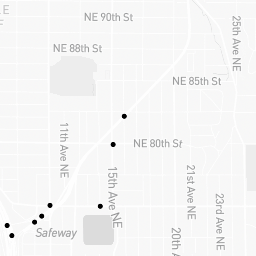 NE 90th St
25th Ave NE
NE 88th St
NE 85th St
11th Ave NE
NE 80th St
15th Ave NE
21st Ave NE
23rd Ave NE
Safeway
20th A